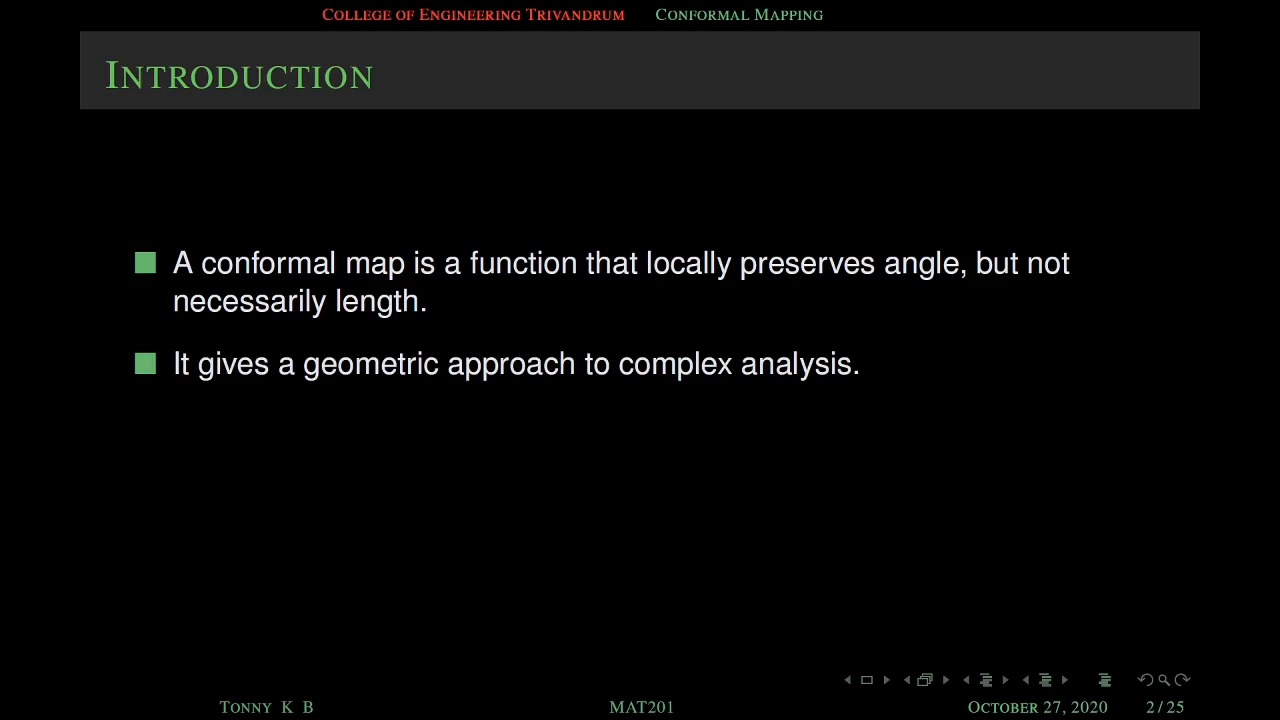 College of Engineering Trivandrum Conformal Mapping
Introduction
A conformal map is a function that locally preserves angle, but not
necessarily length.
It gives a geometric approach to complex analysis.
Tonny K B MAT201 October 27, 2020 2 / 25